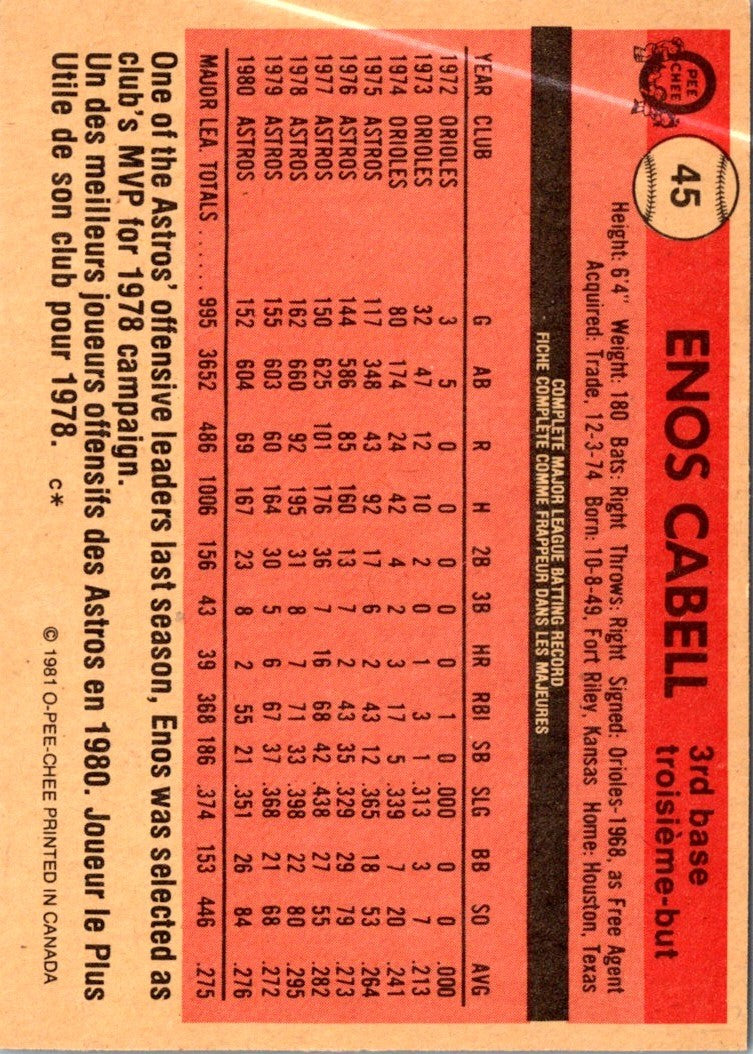 O PEE CHEE
45
ENOS CABELL
3rd base
troisième-but
Height: 6'4" Weight: 180 Bats: Right Throws: Right Signed: Orioles-1968, as Free Agent
Acquired: Trade, 12-3-74 Born: 10-8-49, Fort Riley, Kansas Home: Houston, Texas
COMPLETE MAJOR LEAGUE BATTING RECORD
FICHE COMPLÈTE COMME FRAPPEUR DANS LES MAJEURES
YEAR CLUB G AB R H 2B 3B HR RBI SB SLG BB SO AVG
1972 ORIOLES 3 5 0 0 0 0 0 1 0 .000 0 0 .000
1973 ORIOLES 32 47 12 10 2 0 1 3 1 .313 3 7 .213
1974 ORIOLES 80 174 24 42 4 2 3 17 5 .339 7 20 .241
1975 ASTROS 117 348 43 92 17 6 2 43 12 .365 18 53 .264
1976 ASTROS 144 586 85 160 13 7 2 43 35 .329 29 79 .273
1977 ASTROS 150 625 101 176 36 7 16 68 42 .438 27 55 .282
1978 ASTROS 162 660 92 195 31 8 7 71 33 .398 22 80 .295
1979 ASTROS 155 603 60 164 30 5 6 67 37 .368 21 68 .272
1980 ASTROS 152 604 69 167 23 8 2 55 21 .351 26 84 .276
MAJOR LEA. TOTALS ...... 995 3652 486 1006 156 43 39 368 186 .374 153 446 .275
One of the Astros' offensive leaders last season, Enos was selected as
club's MVP for 1978 campaign.
Un des meilleurs joueurs offensifs des Astros en 1980. Joueur le Plus
Utile de son club pour 1978. C*
© 1981 O-PEE-CHEE PRINTED IN CANADA